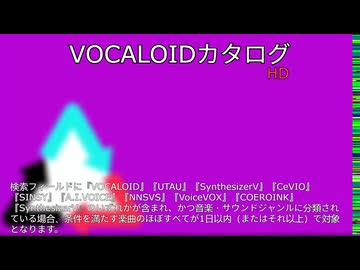 VOCALOIDカタログ
HD
検索フィールドに『VOCALOID』『UTAU』『SynthesizerV』『CeVIO』
『SINSY』『A.I.VOICE』『NNSVS』『VoiceVOX』『COEROINK』
『SynthesizerV』のいずれかが含まれ、かつ音楽・サウンドジャンルに分類され
ている場合、条件を満たす楽曲のほぼすべてが1日以内（またはそれ以上）で対象
となります。